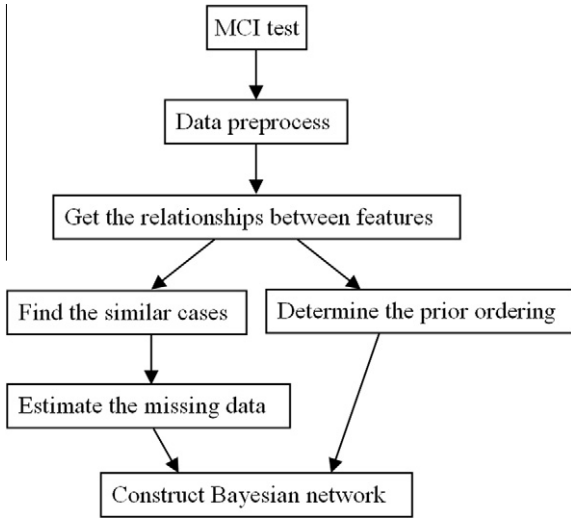 MCI test
Data preprocess
Get the relationships between features
Find the similar cases
Determine the prior ordering
Estimate the missing data
Construct Bayesian network